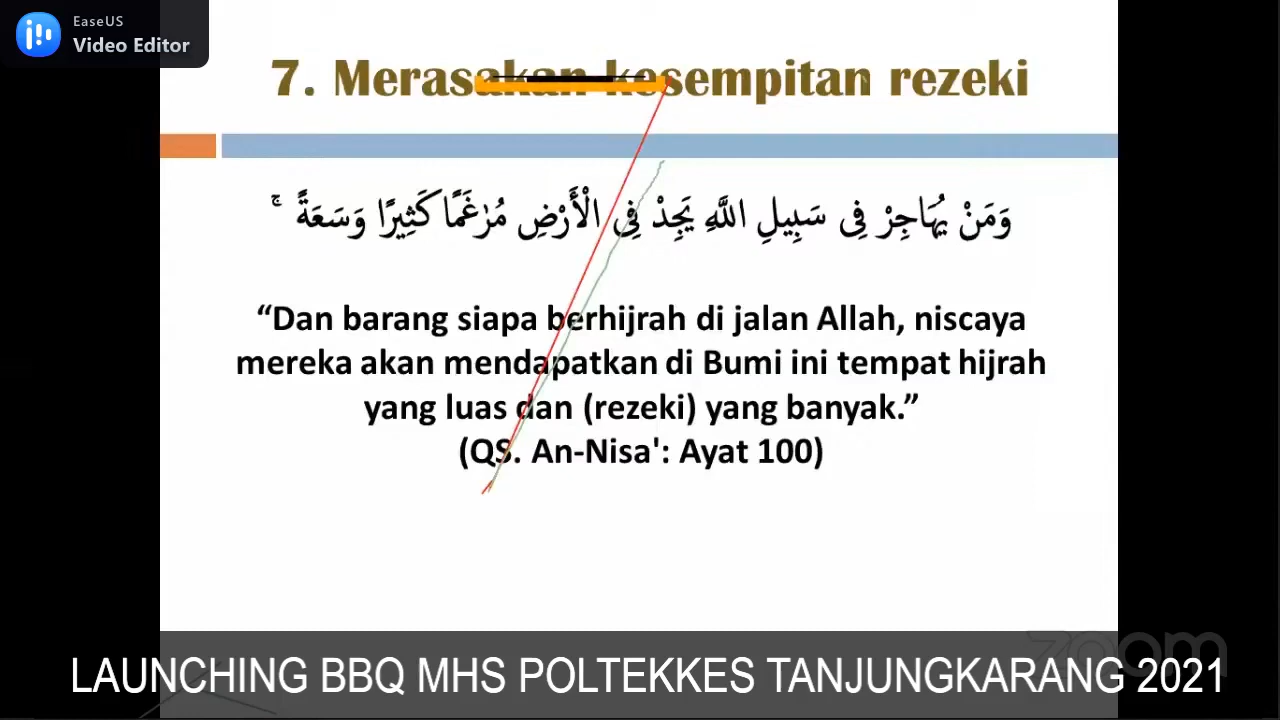 EaseUS
Video Editor
7. Merasakan kesempitan rezeki
وَمَنْ يُهَاجِرْ فِى سَبِيلِ اللَّهِ يَجِدْ فِى الْأَرْضِ مُرٰغَمًا كَثِيرًا وَسَعَةً ۚ
“Dan barang siapa berhijrah di jalan Allah, niscaya
mereka akan mendapatkan di Bumi ini tempat hijrah
yang luas dan (rezeki) yang banyak.”
(QS. An-Nisa': Ayat 100)
zoom
LAUNCHING BBQ MHS POLTEKKES TANJUNGKARANG 2021